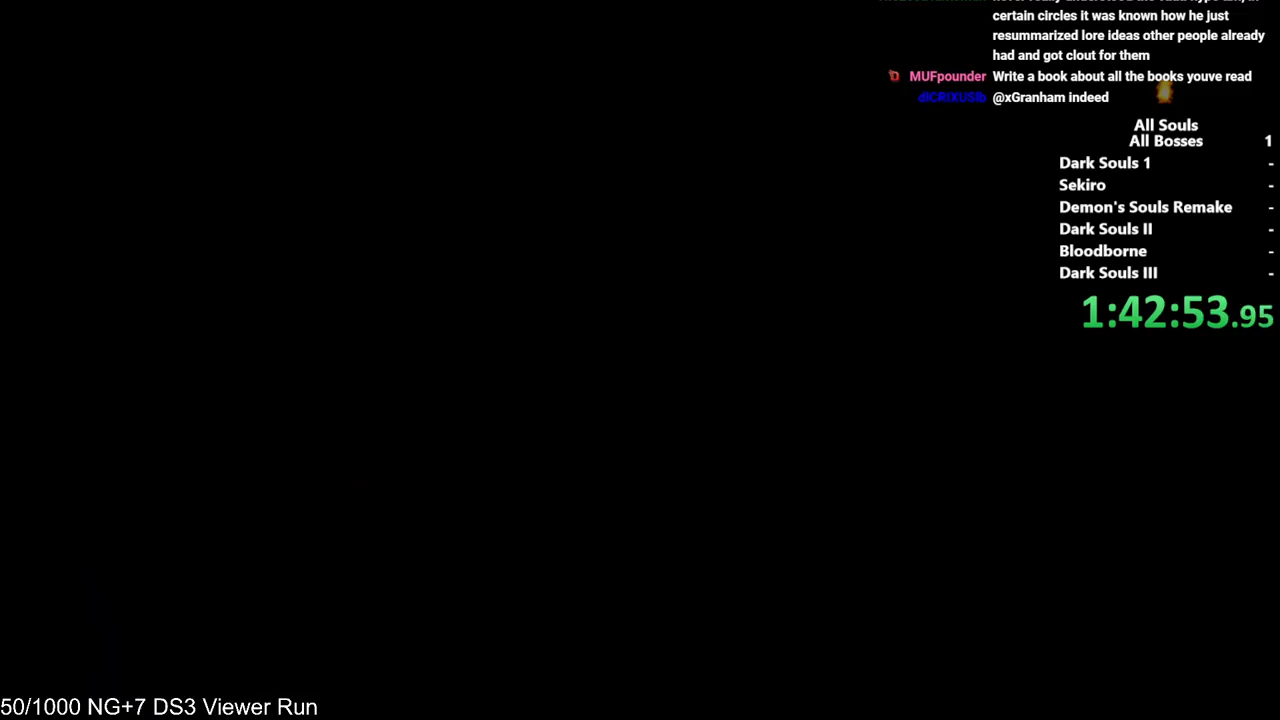 certain circles it was known how he just
resummarized lore ideas other people already
had and got clout for them
MUFpounder Write a book about all the books youve read
@xGranham indeed
All Souls
All Bosses 1
Dark Souls 1 -
Sekiro -
Demon's Souls Remake -
Dark Souls II -
Bloodborne -
Dark Souls III -
1:42:53.95
50/1000 NG+7 DS3 Viewer Run